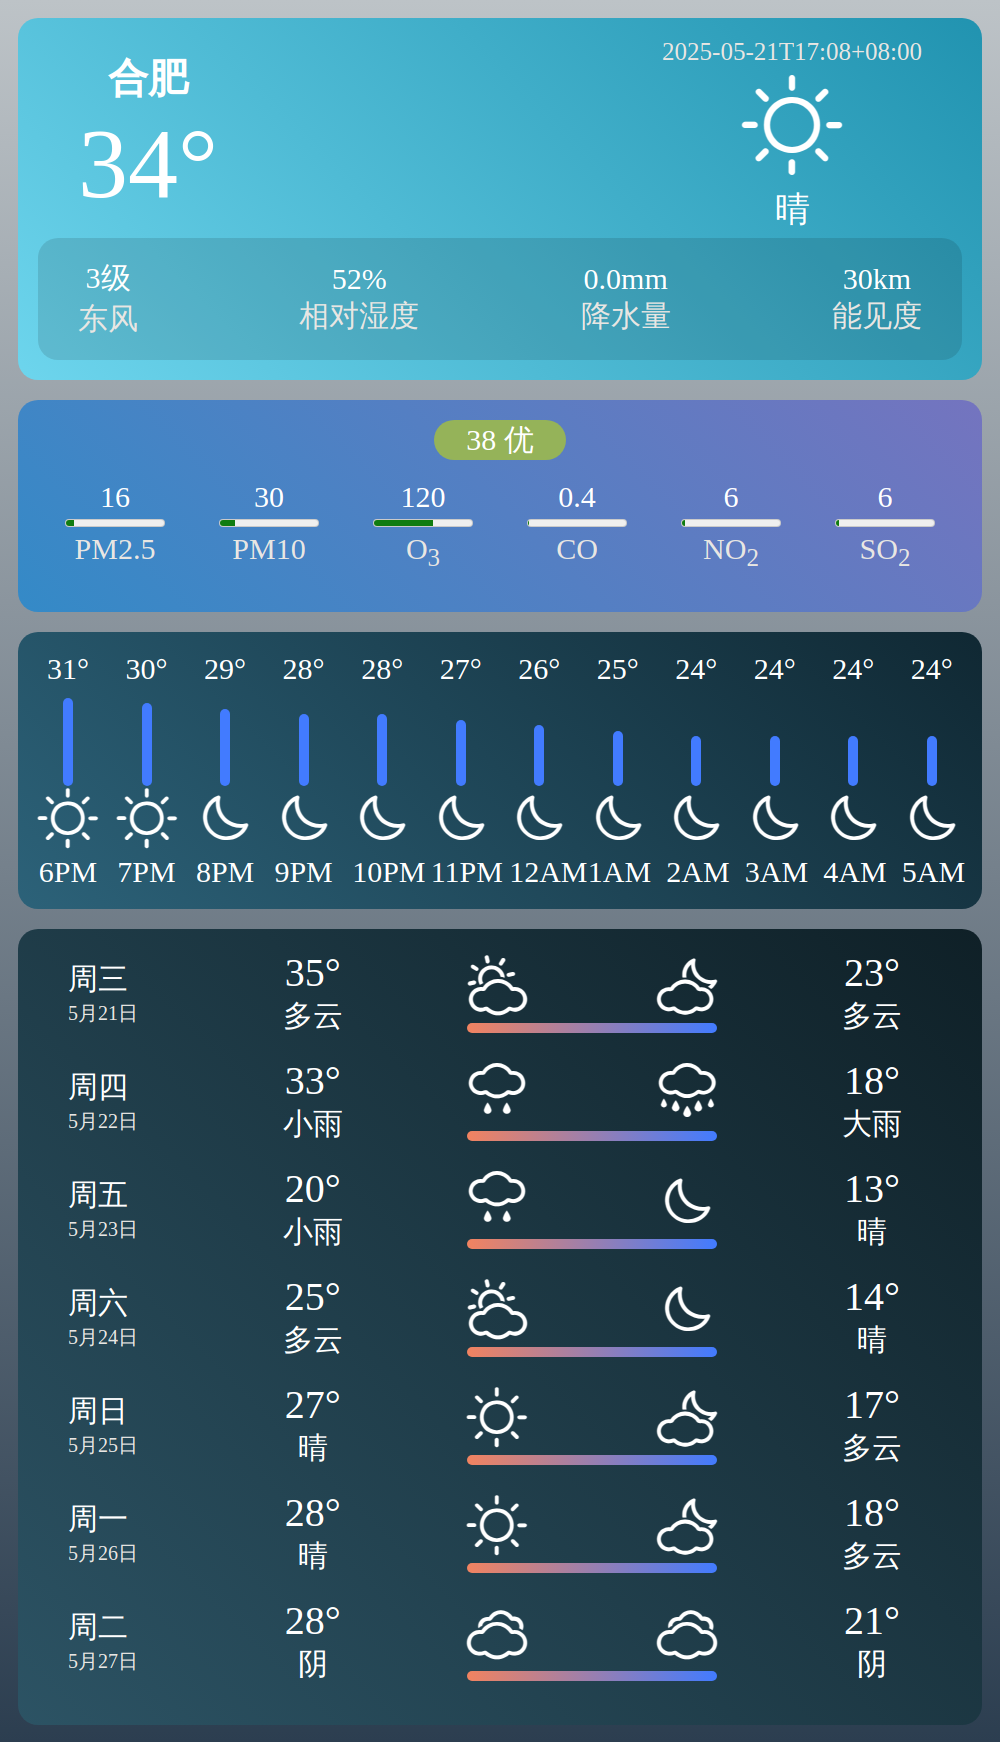 合肥
34°
2025-05-21T17:08+08:00
晴
3级 52% 0.0mm 30km
东风 相对湿度 降水量 能见度
38 优
16 30 120 0.4 6 6
PM2.5 PM10 O3 CO NO2 SO2
31° 30° 29° 28° 28° 27° 26° 25° 24° 24° 24° 24°
6PM 7PM 8PM 9PM 10PM 11PM 12AM 1AM 2AM 3AM 4AM 5AM
周三 35° 23°
5月21日 多云 多云
周四 33° 18°
5月22日 小雨 大雨
周五 20° 13°
5月23日 小雨 晴
周六 25° 14°
5月24日 多云 晴
周日 27° 17°
5月25日 晴 多云
周一 28° 18°
5月26日 晴 多云
周二 28° 21°
5月27日 阴 阴